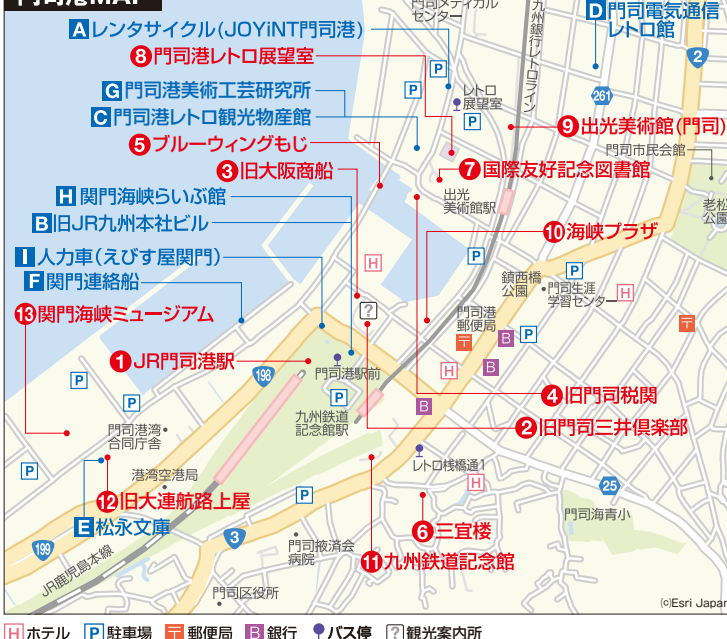 門司港MAP
門司メディカル
センター
九州銀行レトロライン
A レンタサイクル(JOYiNT門司港)
D 門司電気通信
レトロ館
8 門司港レトロ展望室
2
G 門司港美術工芸研究所
P
P
レトロ
展望室
261
C 門司港レトロ観光物産館
P
9 出光美術館(門司)
5 ブルーウィングもじ
門司市民会館
3 旧大阪商船
7 国際友好記念図書館
H 関門海峡らいぶ館
出光
美術館駅
老松
公園
B 旧JR九州本社ビル
10 海峡プラザ
I 人力車(えびす屋関門)
H
P
鎮西橋
公園
P
F 関門連絡船
門司生涯
学習センター
H
13 関門海峡ミュージアム
?
門司港
郵便局
〒
B
P
〒
1 JR門司港駅
門司港駅前
B
H
198
P
P
P
九州鉄道
記念館駅
B
4 旧門司税関
2 旧門司三井倶楽部
門司港湾
合同庁舎
P
レトロ桟橋通1
港湾空港局
H
25
12 旧大連航路上屋
P
E 松永文庫
3
6 三宜楼
門司海青小
199
JR鹿児島本線
門司掖済会
病院
11 九州鉄道記念館
門司区役所
(c)Esri Japan
H ホテル P 駐車場 〒 郵便局 B 銀行 バス停 ? 観光案内所